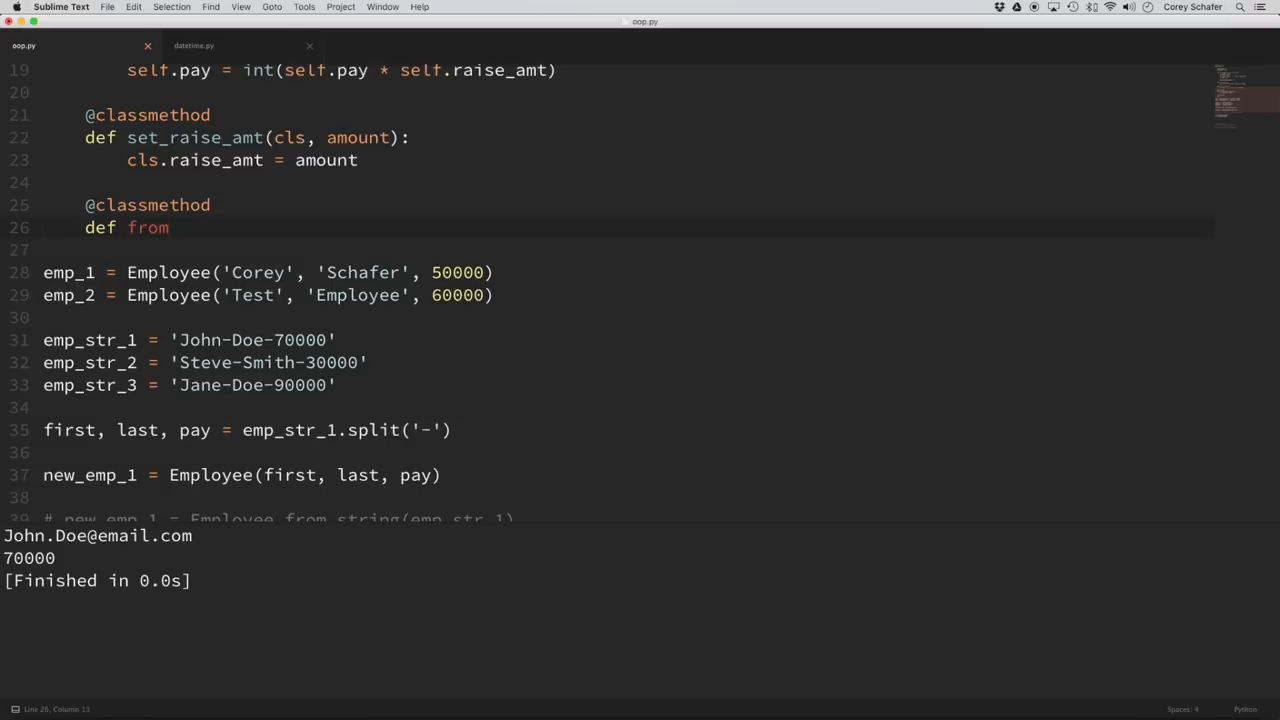 Sublime Text File Edit Selection Find View Goto Tools Project Window Help Corey Schafer
oop.py
oop.py datetime.py
19 self.pay = int(self.pay * self.raise_amt)
20
21 @classmethod
22 def set_raise_amt(cls, amount):
23 cls.raise_amt = amount
24
25 @classmethod
26 def from
27
28 emp_1 = Employee('Corey', 'Schafer', 50000)
29 emp_2 = Employee('Test', 'Employee', 60000)
30
31 emp_str_1 = 'John-Doe-70000'
32 emp_str_2 = 'Steve-Smith-30000'
33 emp_str_3 = 'Jane-Doe-90000'
34
35 first, last, pay = emp_str_1.split('-')
36
37 new_emp_1 = Employee(first, last, pay)
38
39 # new_emp_1 = Employee.from_string(emp_str_1)
John.Doe@email.com
70000
[Finished in 0.0s]
Line 26, Column 13 Spaces: 4 Python